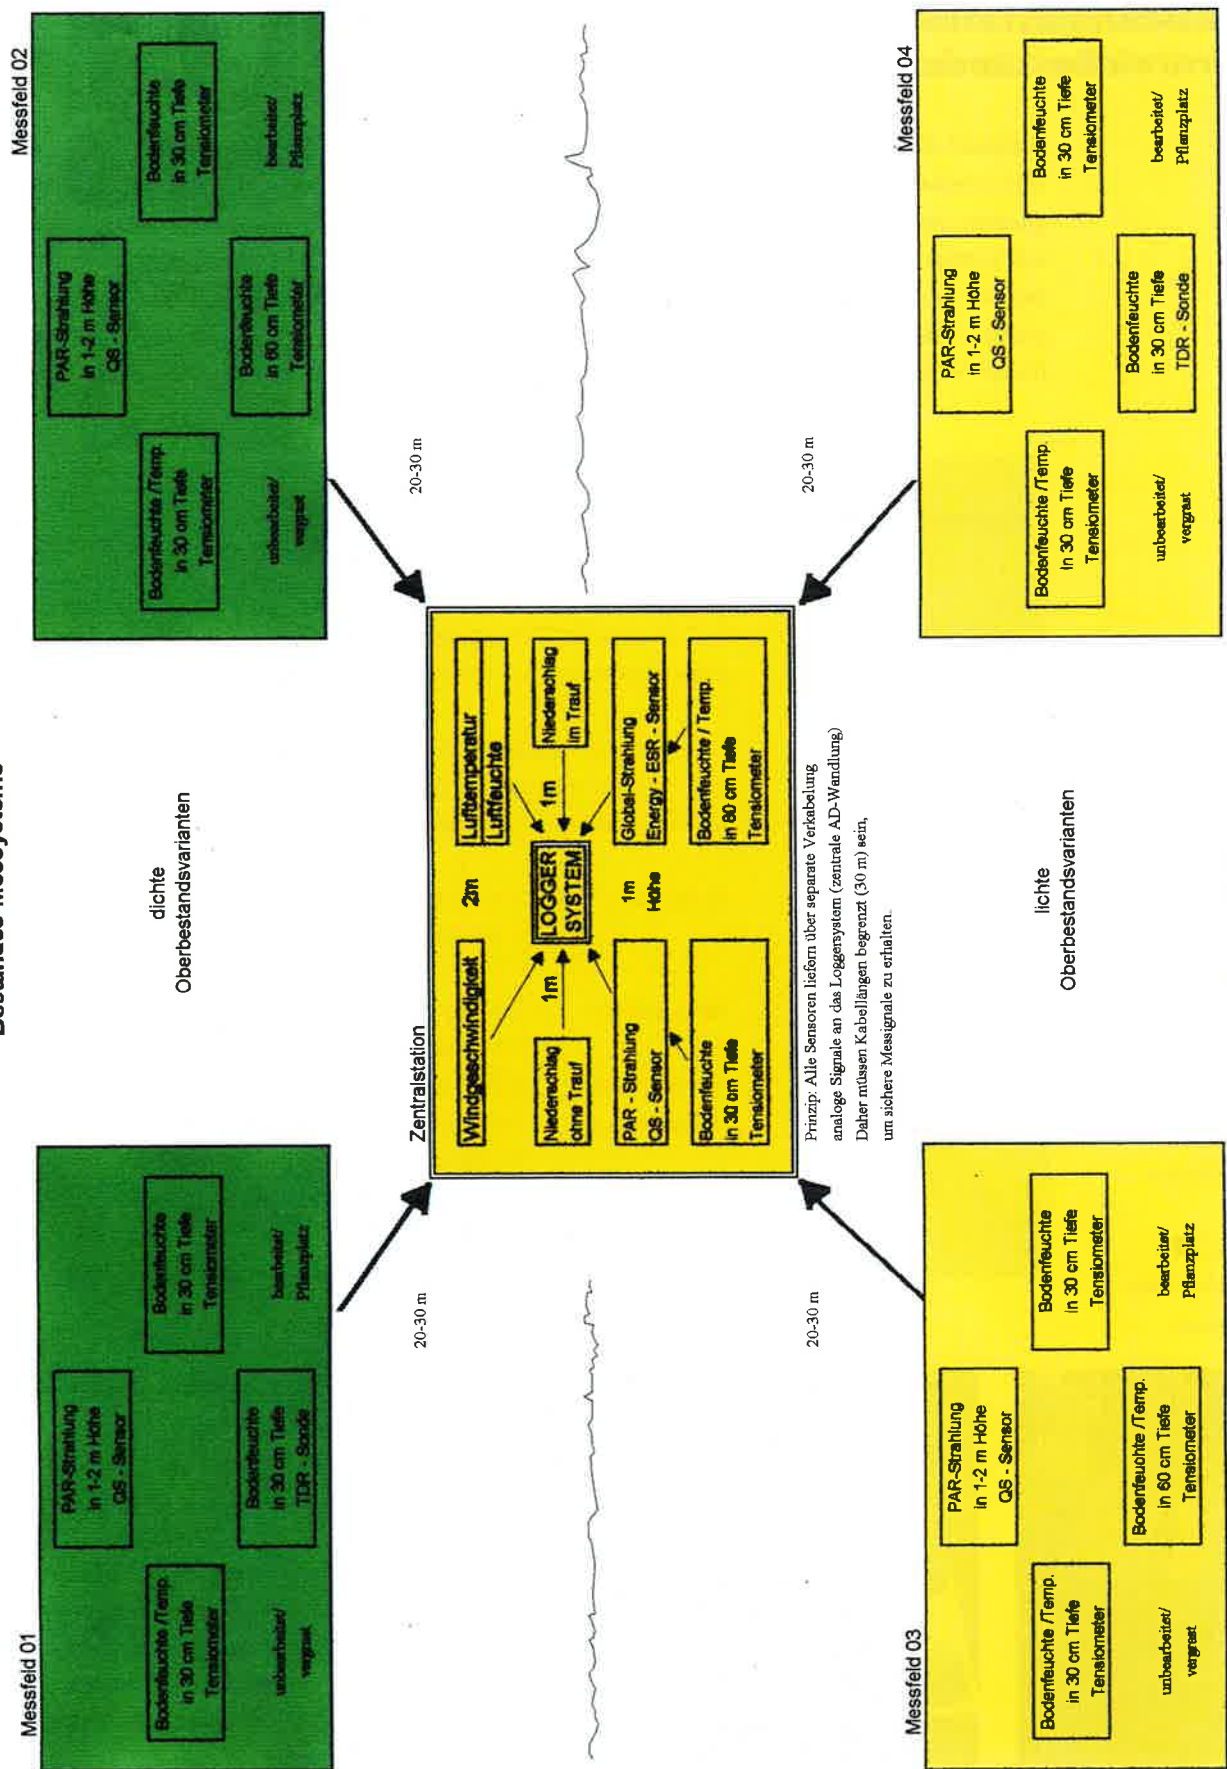 Messfeld 01
PAR-Strahlung
in 1-2 m Höhe
QS - Sensor
Bodenfeuchte /Temp.
in 30 cm Tiefe
Tensiometer
Bodenfeuchte
in 30 cm Tiefe
Tensiometer
Bodenfeuchte
in 30 cm Tiefe
TDR - Sonde
unbearbeitet/
vergrast
bearbeitet/
Pflanzplatz
dichte
Oberbestandsvarianten
Messfeld 02
PAR-Strahlung
in 1-2 m Höhe
QS - Sensor
Bodenfeuchte /Temp.
in 30 cm Tiefe
Tensiometer
Bodenfeuchte
in 30 cm Tiefe
Tensiometer
Bodenfeuchte
in 60 cm Tiefe
Tensiometer
unbearbeitet/
vergrast
bearbeitet/
Pflanzplatz
20-30 m
20-30 m
Zentralstation
Windgeschwindigkeit
2m
Lufttemperatur
Luftfeuchte
Niederschlag
ohne Trauf
1m
LOGGER
SYSTEM
1m
Niederschlag
im Trauf
PAR - Strahlung
QS - Sensor
1m
Höhe
Globel-Strahlung
Energy - ESR - Sensor
Bodenfeuchte
in 30 cm Tiefe
Tensiometer
Bodenfeuchte / Temp.
in 60 cm Tiefe
Tensiometer
Prinzip: Alle Sensoren liefern über separate Verkabelung
analoge Signale an das Loggersystem (zentrale AD-Wandlung)
Daher müssen Kabellängen begrenzt (30 m) sein,
um sichere Messignale zu erhalten.
20-30 m
20-30 m
Messfeld 03
PAR-Strahlung
in 1-2 m Höhe
QS - Sensor
Bodenfeuchte /Temp.
in 30 cm Tiefe
Tensiometer
Bodenfeuchte
in 30 cm Tiefe
Tensiometer
Bodenfeuchte /Temp.
in 60 cm Tiefe
Tensiometer
unbearbeitet/
vergrast
bearbeitet/
Pflanzplatz
lichte
Oberbestandsvarianten
Messfeld 04
PAR-Strahlung
in 1-2 m Höhe
QS - Sensor
Bodenfeuchte /Temp.
in 30 cm Tiefe
Tensiometer
Bodenfeuchte
in 30 cm Tiefe
Tensiometer
Bodenfeuchte
in 30 cm Tiefe
TDR - Sonde
unbearbeitet/
vergrast
bearbeitet/
Pflanzplatz